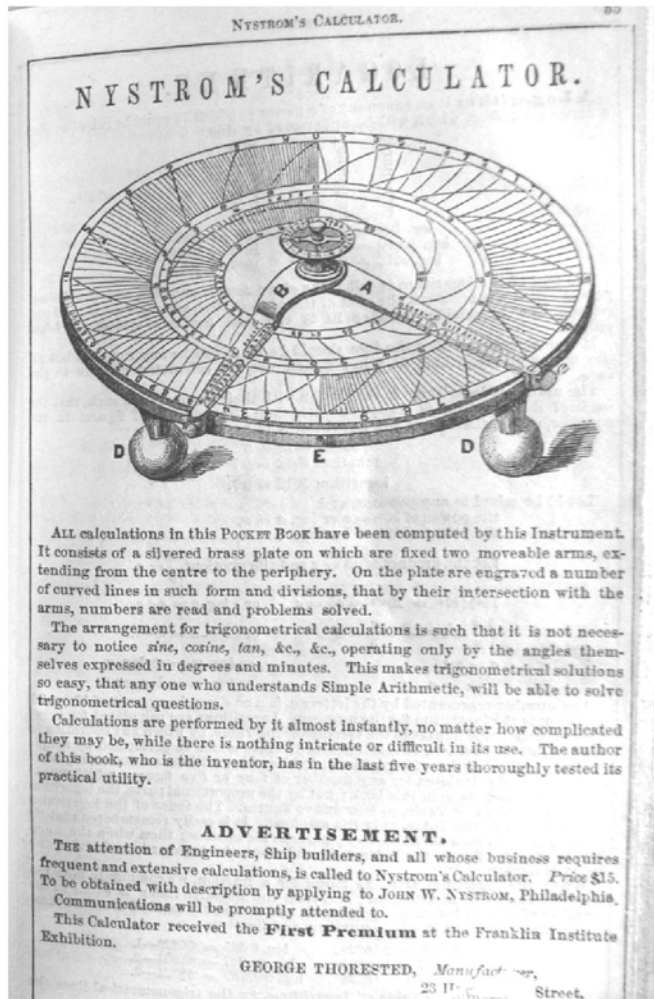 NYSTROM'S CALCULATOR.
NYSTROM'S CALCULATOR.
B A
D E D
ALL calculations in this POCKET BOOK have been computed by this Instrument.
It consists of a silvered brass plate on which are fixed two moveable arms, ex-
tending from the centre to the periphery. On the plate are engraved a number
of curved lines in such form and divisions, that by their intersection with the
arms, numbers are read and problems solved.
The arrangement for trigonometrical calculations is such that it is not neces-
sary to notice sine, cosine, tan, &c., &c., operating only by the angles them-
selves expressed in degrees and minutes. This makes trigonometrical solutions
so easy, that any one who understands Simple Arithmetic, will be able to solve
trigonometrical questions.
Calculations are performed by it almost instantly, no matter how complicated
they may be, while there is nothing intricate or difficult in its use. The author
of this book, who is the inventor, has in the last five years thoroughly tested its
practical utility.
ADVERTISEMENT.
THE attention of Engineers, Ship builders, and all whose business requires
frequent and extensive calculations, is called to Nystrom's Calculator. Price $15.
To be obtained with description by applying to JOHN W. NYSTROM, Philadelphia.
Communications will be promptly attended to.
This Calculator received the First Premium at the Franklin Institute
Exhibition.
GEORGE THORESTED,
23 Street,